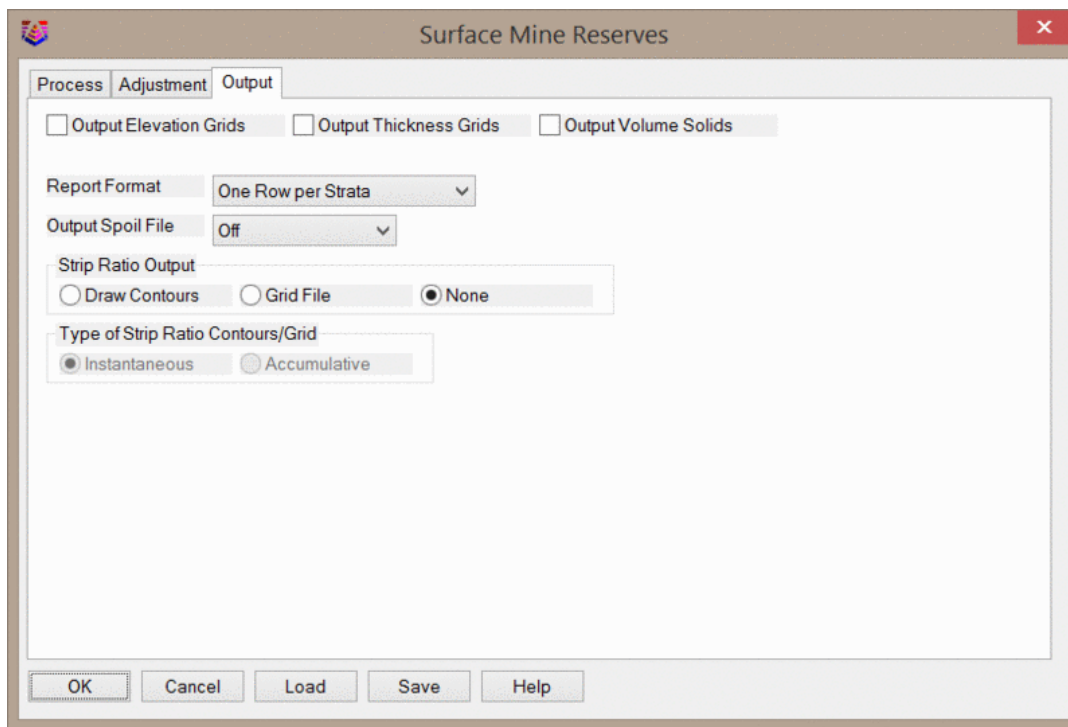 Surface Mine Reserves
Process Adjustment Output
Output Elevation Grids Output Thickness Grids Output Volume Solids
Report Format One Row per Strata
Output Spoil File Off
Strip Ratio Output
Draw Contours Grid File None
Type of Strip Ratio Contours/Grid
Instantaneous Accumulative
OK Cancel Load Save Help